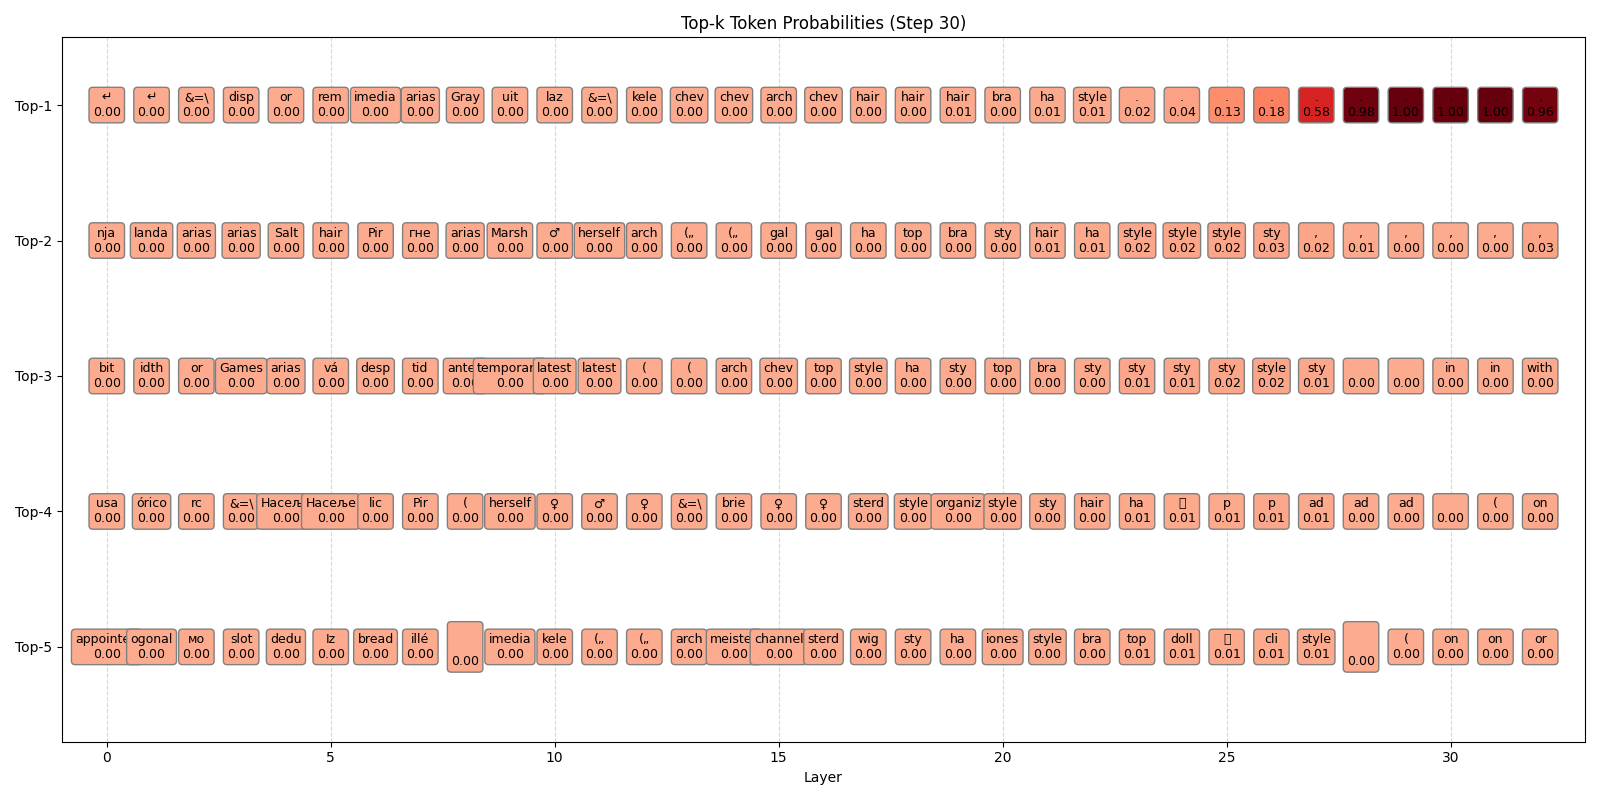 Top-k Token Probabilities (Step 30)
Top-1
↵ ↵ &=\ disp or rem imedia arias Gray uit laz &=\ kele chev chev arch chev hair hair hair bra ha style . . . . . . . . . .
0.00 0.00 0.00 0.00 0.00 0.00 0.00 0.00 0.00 0.00 0.00 0.00 0.00 0.00 0.00 0.00 0.00 0.00 0.00 0.01 0.00 0.00 0.01 0.02 0.04 0.13 0.18 0.58 0.98 1.00 1.00 1.00 0.96
Top-2
nja landa arias arias Salt hair Pir гне arias Marsh ♂ herself arch („ („ gal gal ha top bra sty hair ha style style style sty , , , , , ,
0.00 0.00 0.00 0.00 0.00 0.00 0.00 0.00 0.00 0.00 0.00 0.00 0.00 0.00 0.00 0.00 0.00 0.00 0.00 0.00 0.00 0.01 0.01 0.02 0.02 0.02 0.03 0.02 0.01 0.00 0.00 0.00 0.03
Top-3
bit idth or Games arias vá desp tid ante temporar latest latest ( ( arch chev top style ha sty top bra sty sty sty sty style sty in in with
0.00 0.00 0.00 0.00 0.00 0.00 0.00 0.00 0.00 0.00 0.00 0.00 0.00 0.00 0.00 0.00 0.00 0.00 0.00 0.00 0.00 0.00 0.00 0.01 0.01 0.02 0.02 0.01 0.00 0.00 0.00 0.00 0.00
Top-4
usa órico rc &=\ Насеље Насеље lic Pir ( herself ♀ ♂ ♀ &=\ brie ♀ ♀ sterd style organiz style sty hair ha p p ad ad ad ( on
0.00 0.00 0.00 0.00 0.00 0.00 0.00 0.00 0.00 0.00 0.00 0.00 0.00 0.00 0.00 0.00 0.00 0.00 0.00 0.00 0.00 0.00 0.00 0.01 0.01 0.01 0.01 0.01 0.00 0.00 0.00 0.00 0.00
Top-5
appointe ogonal мо slot dedu Iz bread illé imedia kele („ („ arch meiste channel sterd wig sty ha iones style bra top doll cli style ( on on or
0.00 0.00 0.00 0.00 0.00 0.00 0.00 0.00 0.00 0.00 0.00 0.00 0.00 0.00 0.00 0.00 0.00 0.00 0.00 0.00 0.00 0.00 0.00 0.01 0.01 0.01 0.01 0.01 0.00 0.00 0.00 0.00 0.00
0 5 10 15 20 25 30
Layer